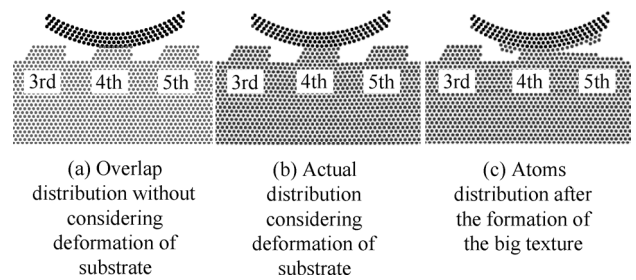 3rd 4th 5th
3rd 4th 5th
3rd 4th 5th
(a) Overlap
distribution without
considering
deformation of
substrate
(b) Actual
distribution
considering
deformation of
substrate
(c) Atoms
distribution after
the formation of
the big texture